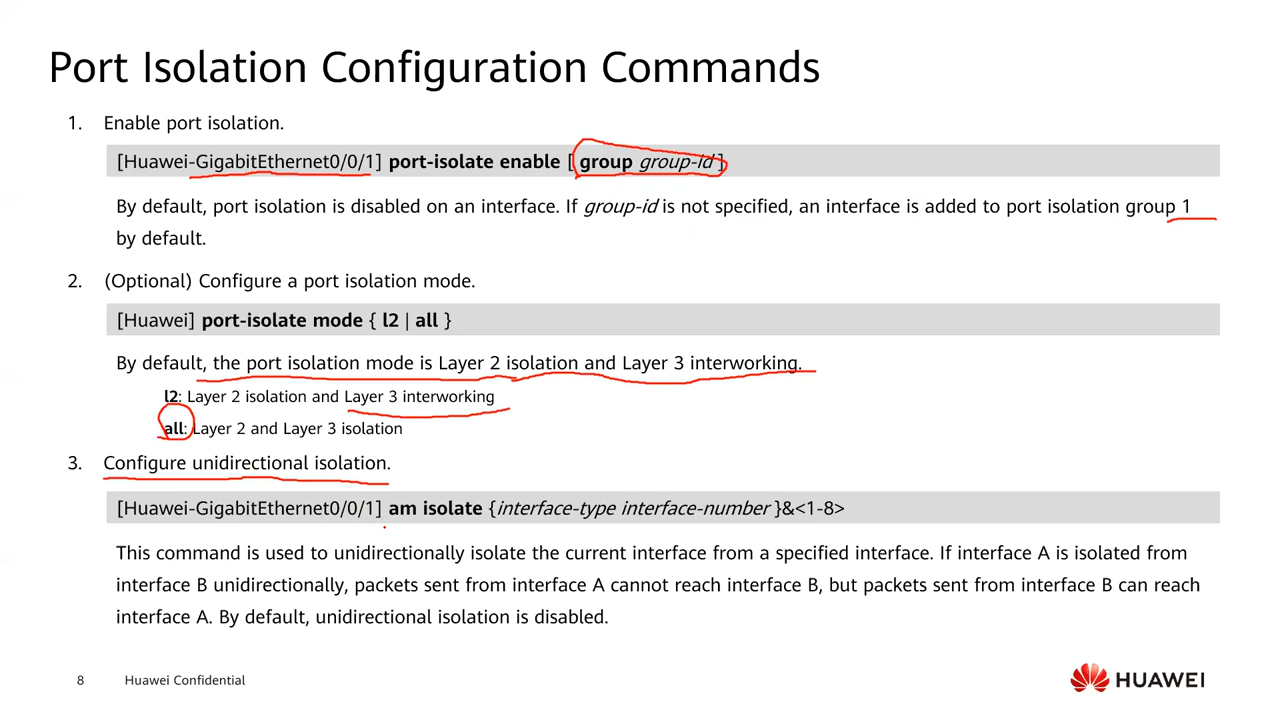 Port Isolation Configuration Commands
1. Enable port isolation.
[Huawei-GigabitEthernet0/0/1] port-isolate enable [ group group-id ]
By default, port isolation is disabled on an interface. If group-id is not specified, an interface is added to port isolation group 1
by default.
2. (Optional) Configure a port isolation mode.
[Huawei] port-isolate mode { l2 | all }
By default, the port isolation mode is Layer 2 isolation and Layer 3 interworking.
l2: Layer 2 isolation and Layer 3 interworking
all: Layer 2 and Layer 3 isolation
3. Configure unidirectional isolation.
[Huawei-GigabitEthernet0/0/1] am isolate {interface-type interface-number }&<1-8>
This command is used to unidirectionally isolate the current interface from a specified interface. If interface A is isolated from
interface B unidirectionally, packets sent from interface A cannot reach interface B, but packets sent from interface B can reach
interface A. By default, unidirectional isolation is disabled.
8 Huawei Confidential
HUAWEI